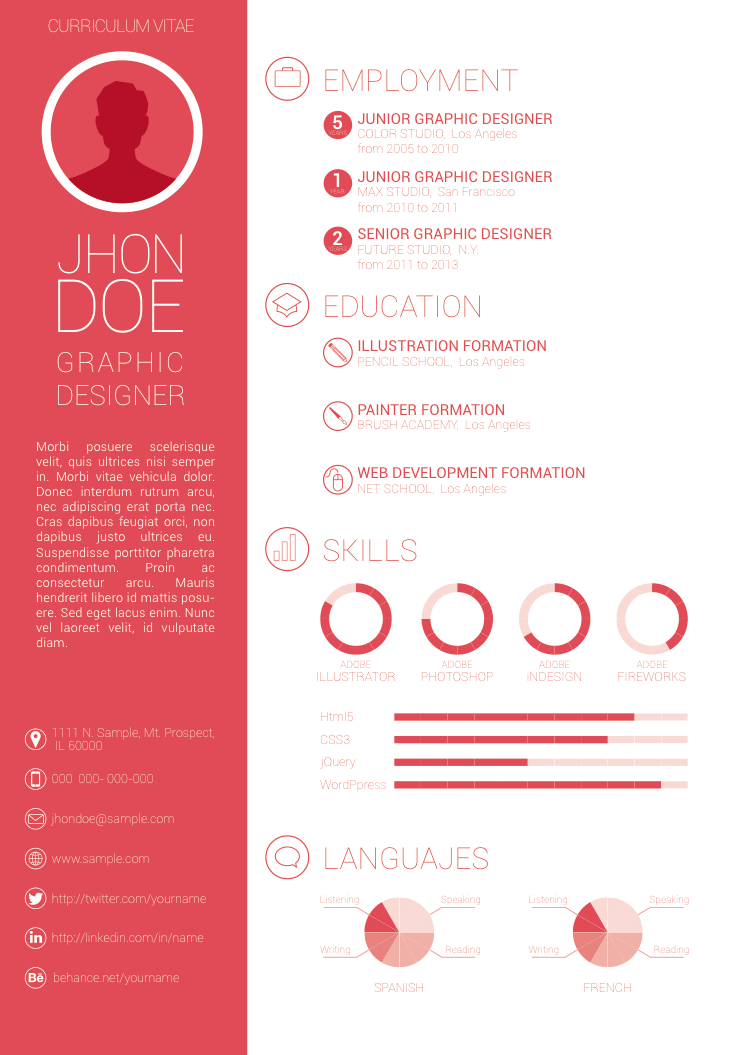 CURRICULUM VITAE
JHON
DOE
GRAPHIC
DESIGNER
Morbi posuere scelerisque
velit, quis ultrices nisi semper
in. Morbi vitae vehicula dolor.
Donec interdum rutrum arcu,
nec adipiscing erat porta nec.
Cras dapibus feugiat orci, non
dapibus justo ultrices eu.
Suspendisse porttitor pharetra
condimentum. Proin ac
consectetur arcu. Mauris
hendrerit libero id mattis posu-
ere. Sed eget lacus enim. Nunc
vel laoreet velit, id vulputate
diam.
1111 N. Sample, Mt. Prospect,
IL 60000
000 000- 000-000
jhondoe@sample.com
www.sample.com
http://twitter.com/yourname
in http://linkedin.com/in/name
Bē behance.net/yourname
EMPLOYMENT
5 YEARS
JUNIOR GRAPHIC DESIGNER
COLOR STUDIO, Los Angeles
from 2005 to 2010
1 YEAR
JUNIOR GRAPHIC DESIGNER
MAX STUDIO, San Francisco
from 2010 to 2011
2 YEARS
SENIOR GRAPHIC DESIGNER
FUTURE STUDIO, N.Y.
from 2011 to 2013
EDUCATION
ILLUSTRATION FORMATION
PENCIL SCHOOL, Los Angeles
PAINTER FORMATION
BRUSH ACADEMY, Los Angeles
WEB DEVELOPMENT FORMATION
NET SCHOOL, Los Angeles
SKILLS
ADOBE
ILLUSTRATOR
ADOBE
PHOTOSHOP
ADOBE
iNDESIGN
ADOBE
FIREWORKS
Html5
CSS3
jQuery
WordPpress
LANGUAJES
Listening
Speaking
Writing
Reading
SPANISH
Listening
Speaking
Writing
Reading
FRENCH